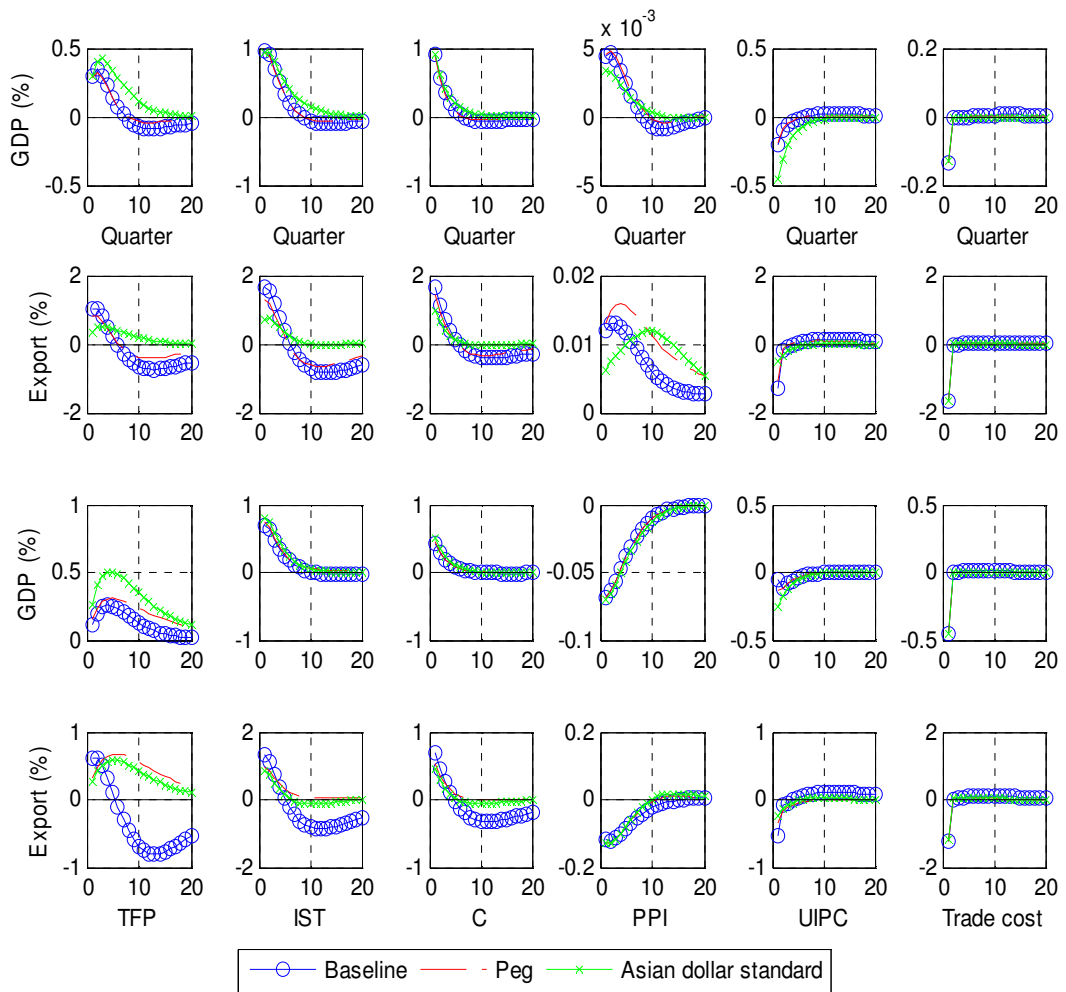 x 10⁻³
0.5 1 1 5 0.5 0.2
GDP (%)
0 0 0 0 0 0
-0.5 -1 -1 -5 -0.5 -0.2
0 10 20 0 10 20 0 10 20 0 10 20 0 10 20 0 10 20
Quarter Quarter Quarter Quarter Quarter Quarter
2 2 2 0.02 2 2
Export (%)
0 0 0 0.01 0 0
-2 -2 -2 0 -2 -2
0 10 20 0 10 20 0 10 20 0 10 20 0 10 20 0 10 20
1 1 1 0 0.5 0.5
GDP (%)
0.5 0 0 -0.05 0 0
0 -1 -1 -0.1 -0.5 -0.5
0 10 20 0 10 20 0 10 20 0 10 20 0 10 20 0 10 20
1 2 2 0.2 1 2
Export (%)
0 0 0 0 0 0
-1 -2 -2 -0.2 -1 -2
0 10 20 0 10 20 0 10 20 0 10 20 0 10 20 0 10 20
TFP IST C PPI UIPC Trade cost
Baseline Peg Asian dollar standard